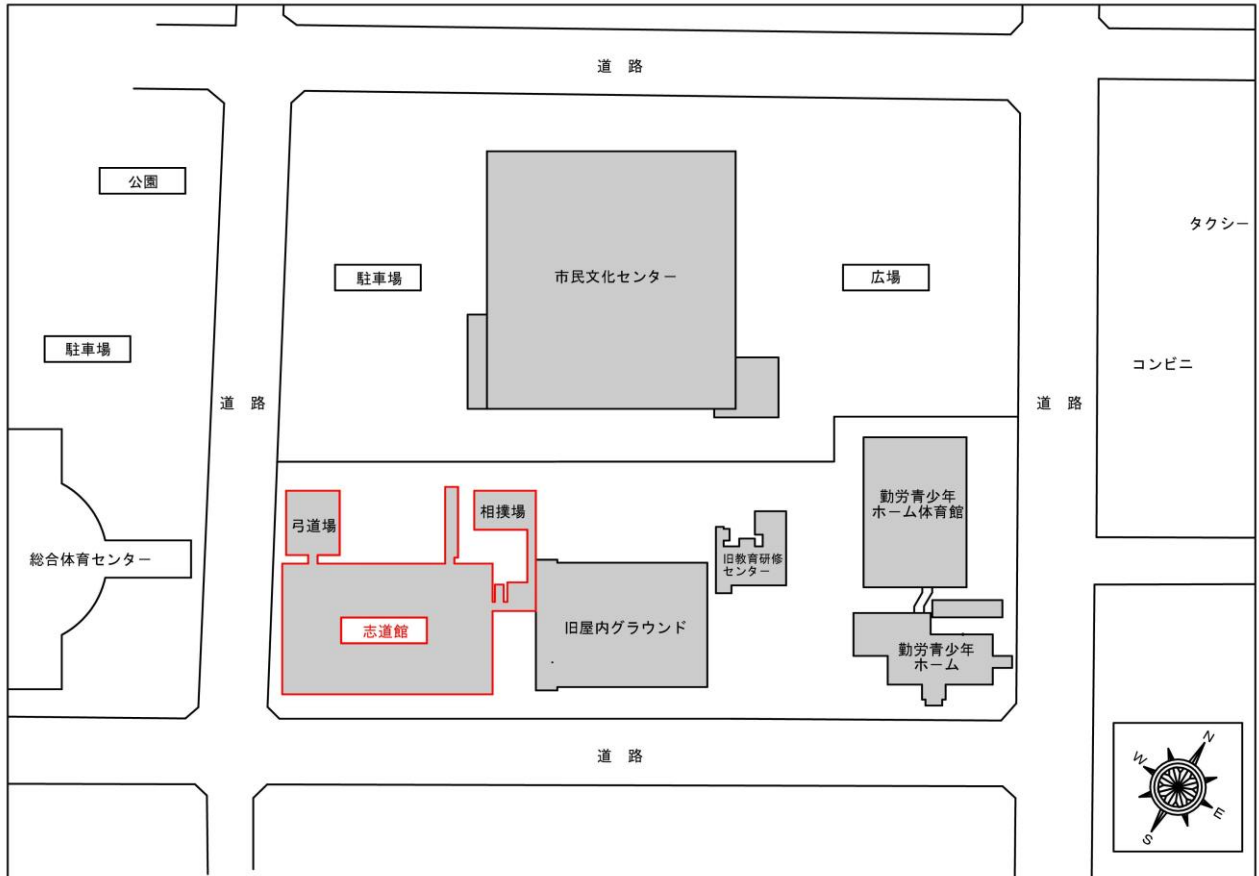 道 路
公園
タクシー
駐車場
市民文化センター
広場
駐車場
コンビニ
道 路
道 路
勤労青少年
ホーム体育館
弓道場
相撲場
総合体育センター
旧教育研修
センター
志道館
旧屋内グラウンド
勤労青少年
ホーム
道 路
N
W
E
S